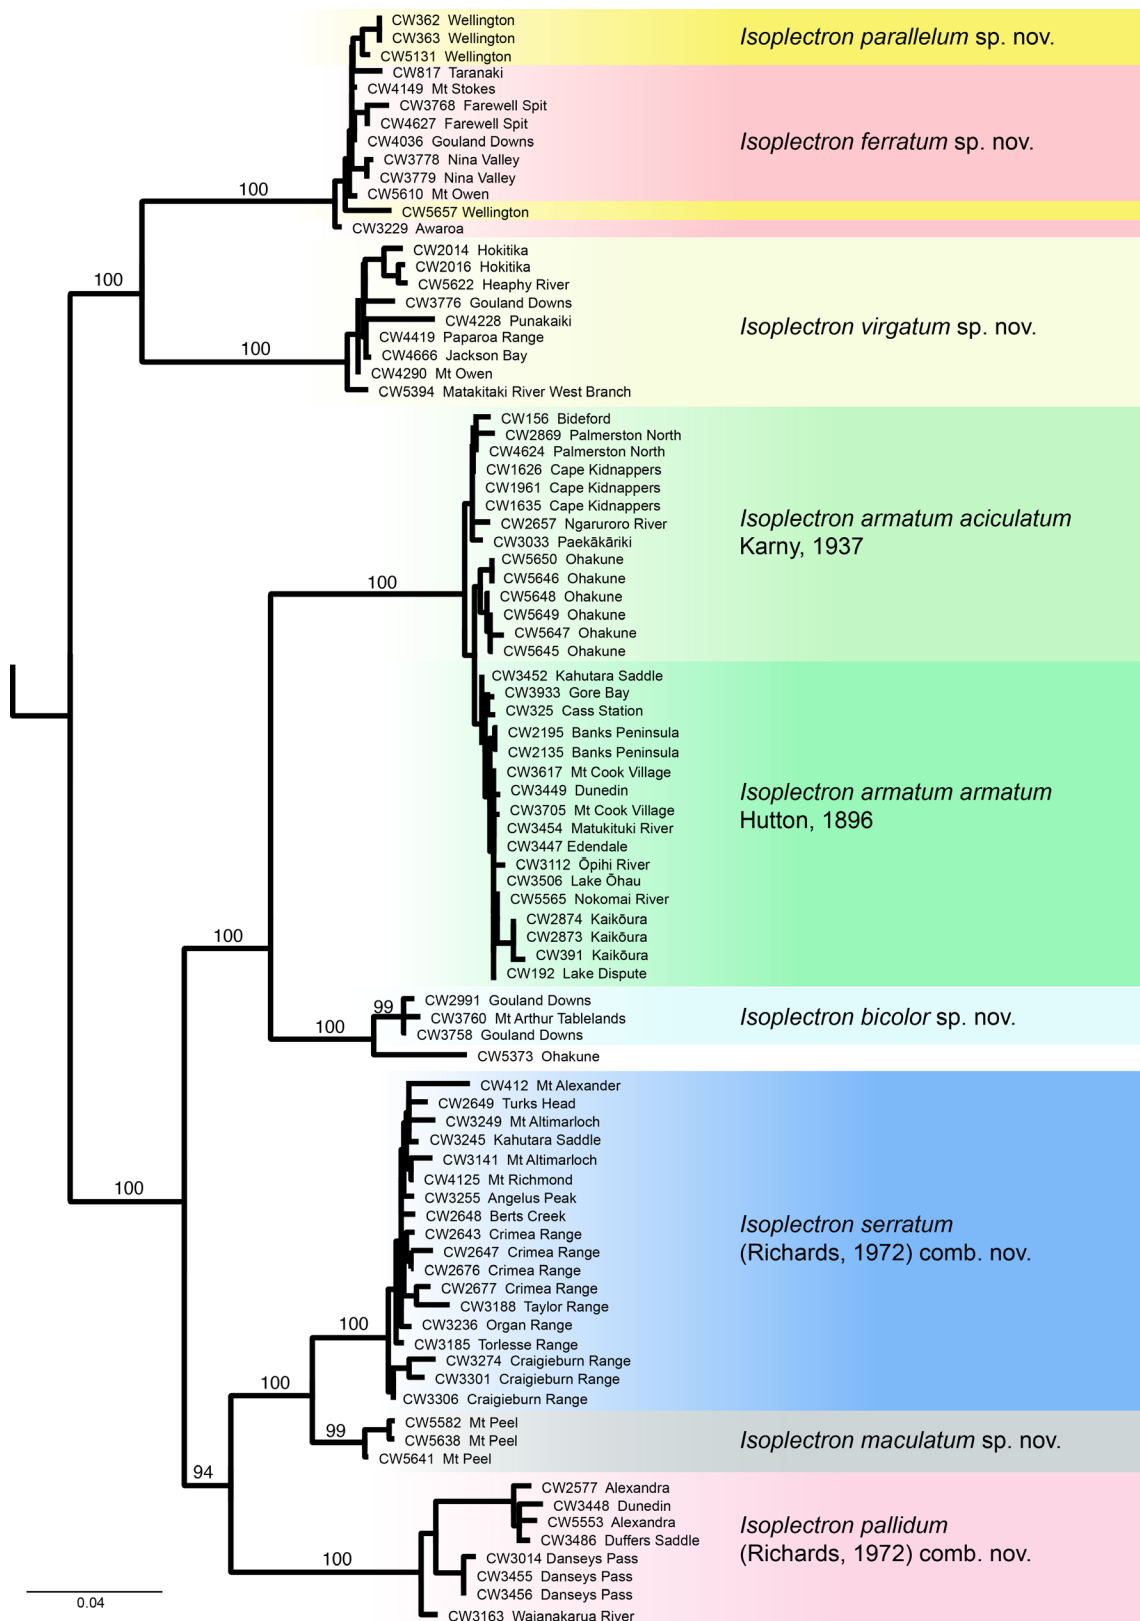 CW362 Wellington
CW363 Wellington
CW5131 Wellington
Isoplectron parallelum sp. nov.
CW817 Taranaki
CW4149 Mt Stokes
CW3768 Farewell Spit
CW4627 Farewell Spit
CW4036 Gouland Downs
CW3778 Nina Valley
CW3779 Nina Valley
CW5610 Mt Owen
Isoplectron ferratum sp. nov.
100
CW5657 Wellington
CW3229 Awaroa
100
CW2014 Hokitika
CW2016 Hokitika
CW5622 Heaphy River
CW3776 Gouland Downs
CW4228 Punakaiki
CW4419 Paparoa Range
CW4666 Jackson Bay
CW4290 Mt Owen
CW5394 Matakitaki River West Branch
Isoplectron virgatum sp. nov.
100
CW156 Bideford
CW2869 Palmerston North
CW4624 Palmerston North
CW1626 Cape Kidnappers
CW1961 Cape Kidnappers
CW1635 Cape Kidnappers
CW2657 Ngaruroro River
CW3033 Paekākāriki
CW5650 Ohakune
CW5646 Ohakune
CW5648 Ohakune
CW5649 Ohakune
CW5647 Ohakune
CW5645 Ohakune
Isoplectron armatum aciculatum
Karny, 1937
100
CW3452 Kahutara Saddle
CW3933 Gore Bay
CW325 Cass Station
CW2195 Banks Peninsula
CW2135 Banks Peninsula
CW3617 Mt Cook Village
CW3449 Dunedin
CW3705 Mt Cook Village
CW3454 Matukituki River
CW3447 Edendale
CW3112 Ōpihi River
CW3506 Lake Ōhau
CW5565 Nokomai River
CW2874 Kaikōura
CW2873 Kaikōura
CW391 Kaikōura
CW192 Lake Dispute
Isoplectron armatum armatum
Hutton, 1896
100
99
CW2991 Gouland Downs
CW3760 Mt Arthur Tablelands
CW3758 Gouland Downs
Isoplectron bicolor sp. nov.
100
CW5373 Ohakune
CW412 Mt Alexander
CW2649 Turks Head
CW3249 Mt Altimarloch
CW3245 Kahutara Saddle
CW3141 Mt Altimarloch
CW4125 Mt Richmond
CW3255 Angelus Peak
CW2648 Berts Creek
CW2643 Crimea Range
CW2647 Crimea Range
CW2676 Crimea Range
CW2677 Crimea Range
CW3188 Taylor Range
CW3236 Organ Range
CW3185 Torlesse Range
CW3274 Craigieburn Range
CW3301 Craigieburn Range
CW3306 Craigieburn Range
Isoplectron serratum
(Richards, 1972) comb. nov.
100
100
100
CW5582 Mt Peel
CW5638 Mt Peel
CW5641 Mt Peel
Isoplectron maculatum sp. nov.
99
94
CW2577 Alexandra
CW3448 Dunedin
CW5553 Alexandra
CW3486 Duffers Saddle
CW3014 Danseys Pass
CW3455 Danseys Pass
CW3456 Danseys Pass
CW3163 Waianakarua River
Isoplectron pallidum
(Richards, 1972) comb. nov.
100
0.04